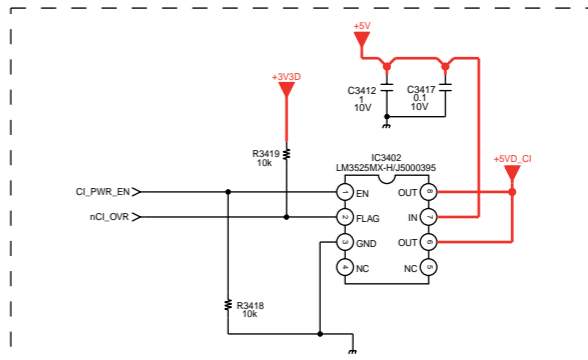 +5V
+3V3D
C3412
1
10V
C3417
0.1
10V
R3419
10k
IC3402
LM3525MX-H/J5000395
+5VD_CI
CI_PWR_EN
1
EN
OUT
8
nCI_OVR
2
FLAG
IN
7
3
GND
OUT
6
4
NC
NC
5
R3418
10k